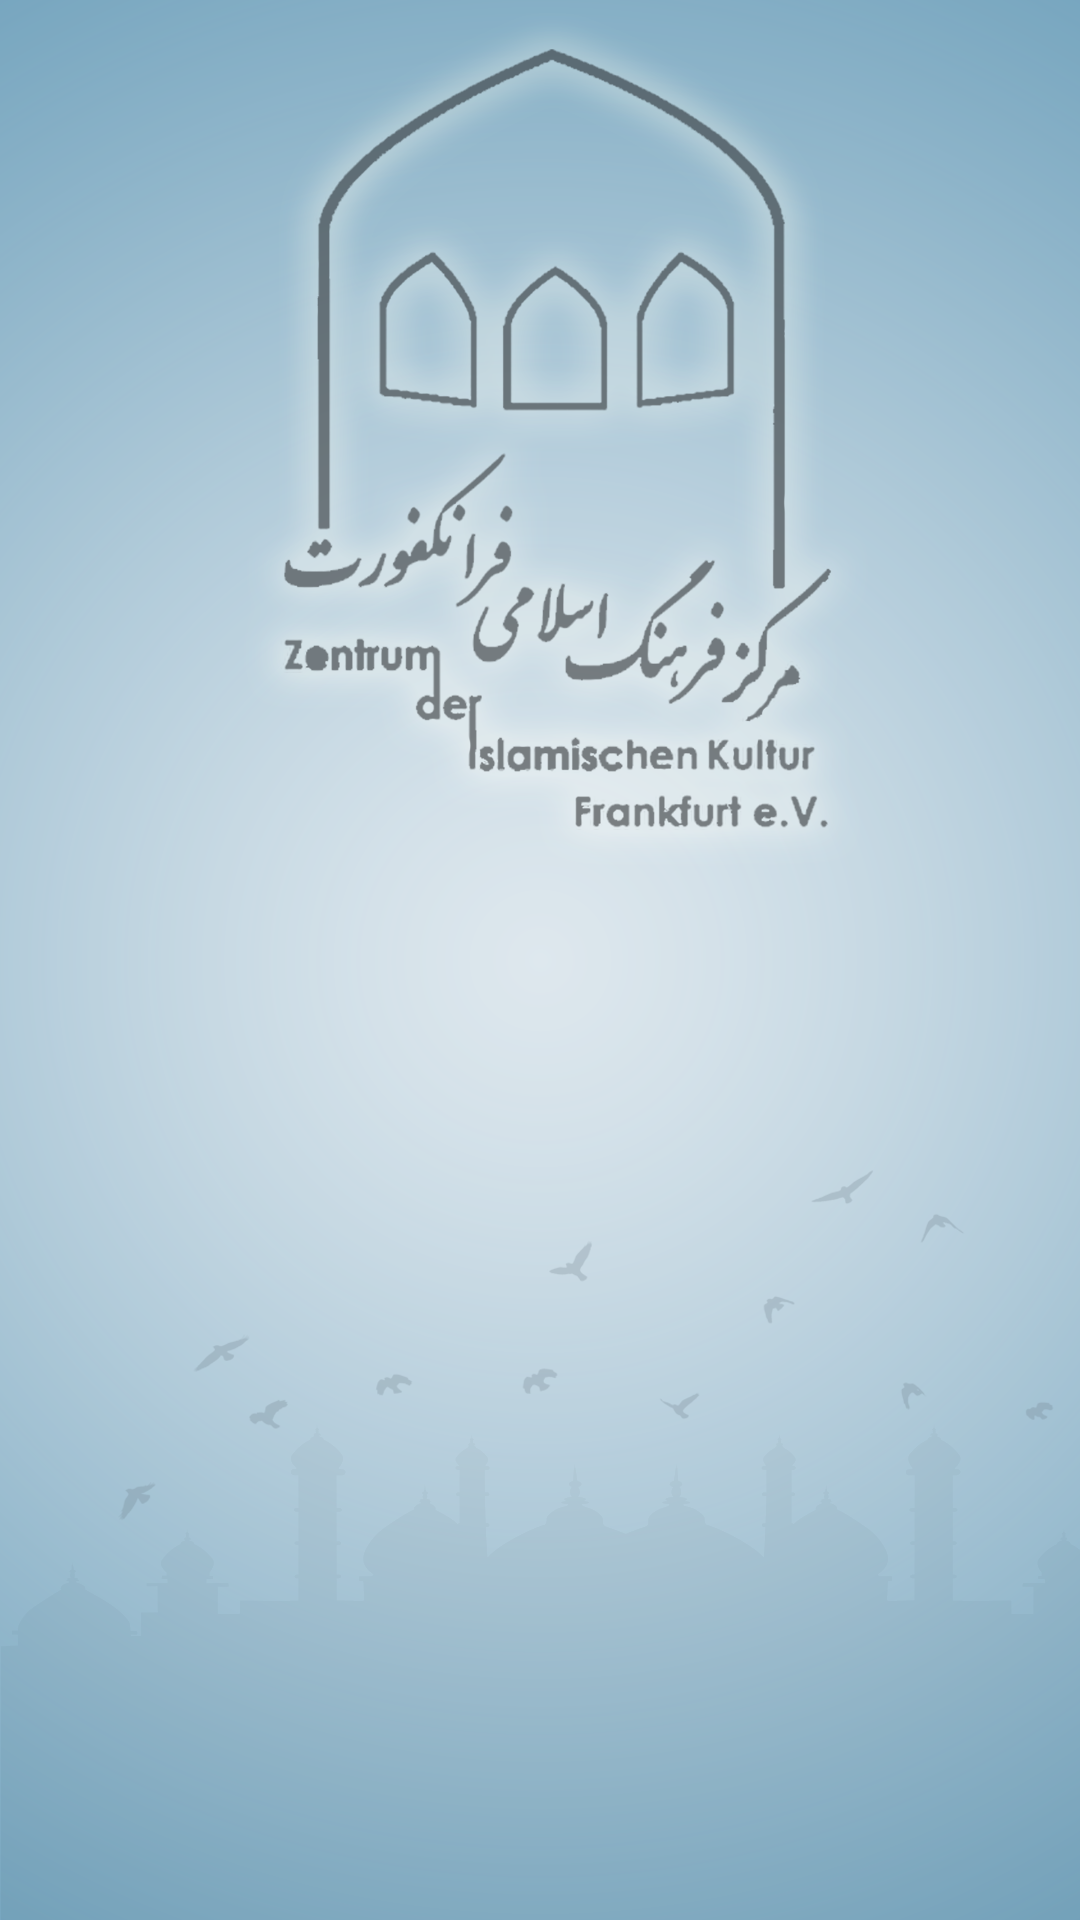 مرکز فرهنگ اسلامی فرانکفورت
Zentrum
der
Islamischen Kultur
Frankfurt e.V.